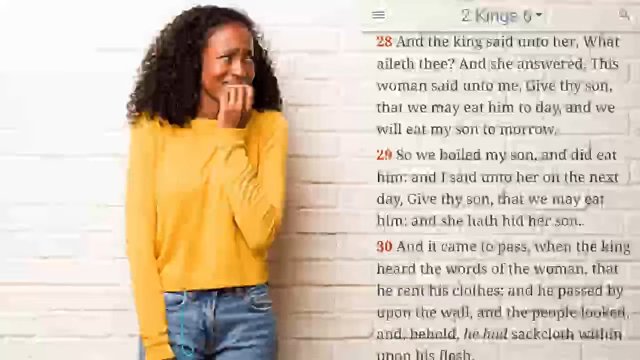 2 Kings 6
28 And the king said unto her, What
aileth thee? And she answered, This
woman said unto me, Give thy son,
that we may eat him to day, and we
will eat my son to morrow.
29 So we boiled my son, and did eat
him: and I said unto her on the next
day, Give thy son, that we may eat
him: and she hath hid her son.
30 And it came to pass, when the king
heard the words of the woman, that
he rent his clothes; and he passed by
upon the wall, and the people looked,
and, behold, he had sackcloth within
upon his flesh.